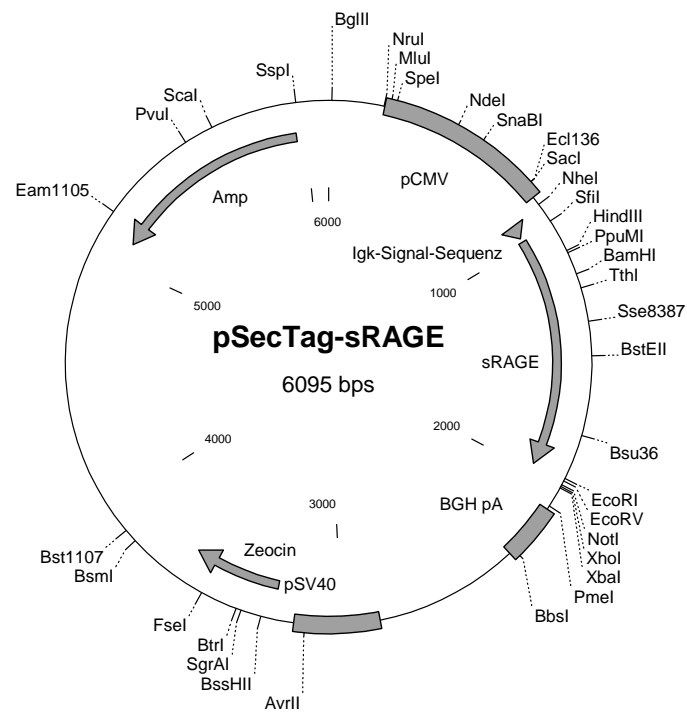 BglII
NruI
MluI
SpeI
SspI
NdeI
ScaI
PvuI
SnaBI
Ecl136
SacI
NheI
SfiI
HindIII
PpuMI
BamHI
TthI
Sse8387
BstEII
Bsu36
EcoRI
EcoRV
NotI
XhoI
XbaI
PmeI
BbsI
AvrII
BssHII
SgrAI
BtrI
FseI
BsmI
Bst1107
Eam1105
Amp
pCMV
Igk-Signal-Sequenz
sRAGE
BGH pA
pSV40
Zeocin
6000
1000
2000
3000
4000
5000
pSecTag-sRAGE
6095 bps